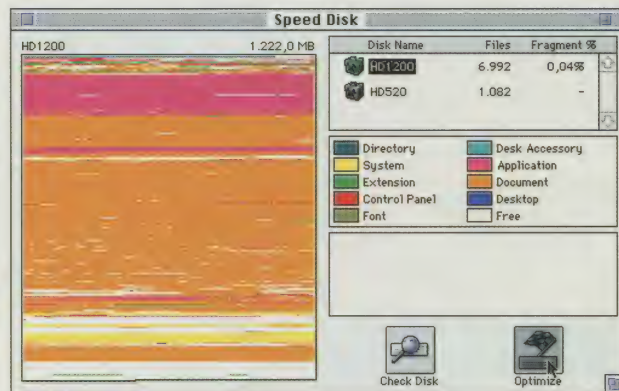 Speed Disk
HD1200 1.222,0 MB
Disk Name Files Fragment %
HD1200 6.992 0,04%
HD520 1.082 -
Directory Desk Accessory
System Application
Extension Document
Control Panel Desktop
Font Free
Check Disk Optimize